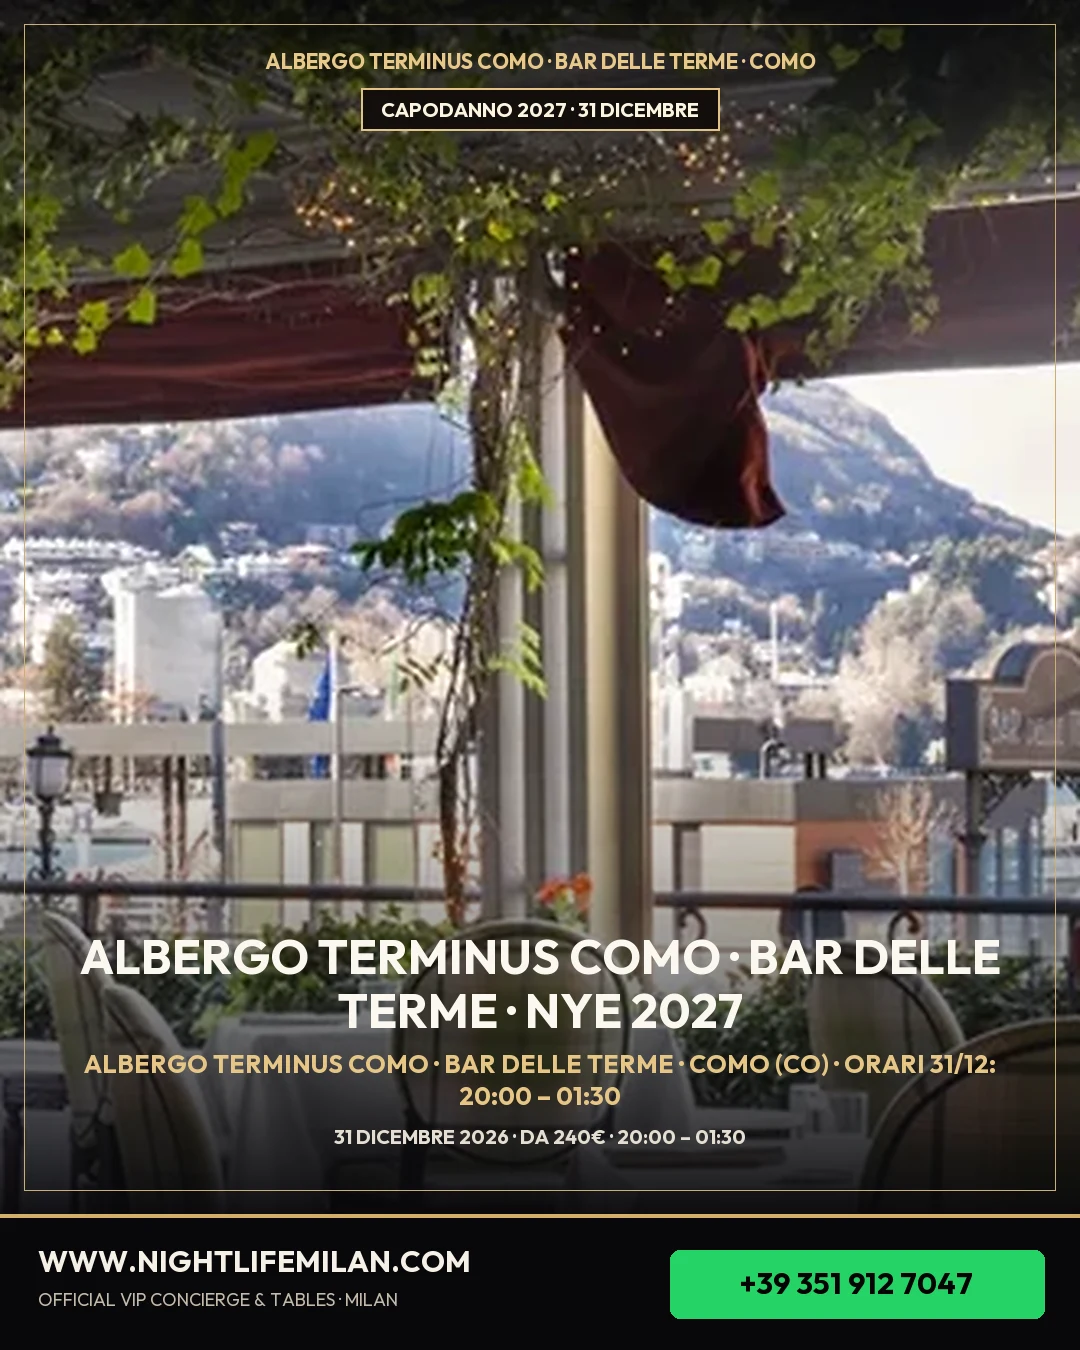 ALBERGO TERMINUS COMO · BAR DELLE TERME · COMO
CAPODANNO 2027 · 31 DICEMBRE
ALBERGO TERMINUS COMO · BAR DELLE
TERME · NYE 2027
ALBERGO TERMINUS COMO · BAR DELLE TERME · COMO (CO) · ORARI 31/12:
20:00 – 01:30
31 DICEMBRE 2026 · DA 240€ · 20:00 – 01:30
WWW.NIGHTLIFEMILAN.COM
+39 351 912 7047
OFFICIAL VIP CONCIERGE & TABLES · MILAN